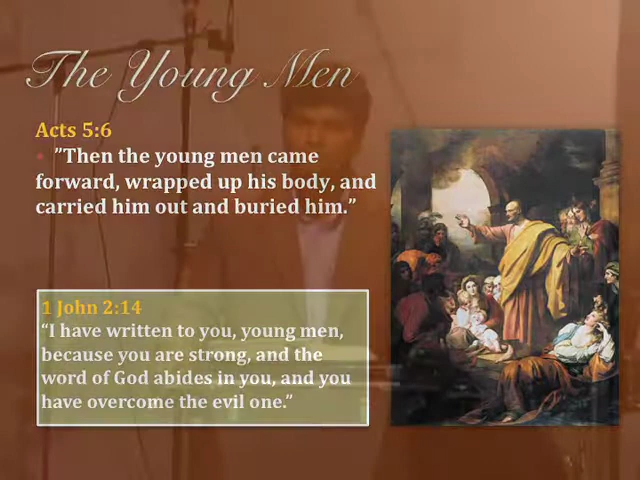 The Young Men
Acts 5:6
• ”Then the young men came
forward, wrapped up his body, and
carried him out and buried him.”
1 John 2:14
“I have written to you, young men,
because you are strong, and the
word of God abides in you, and you
have overcome the evil one.”